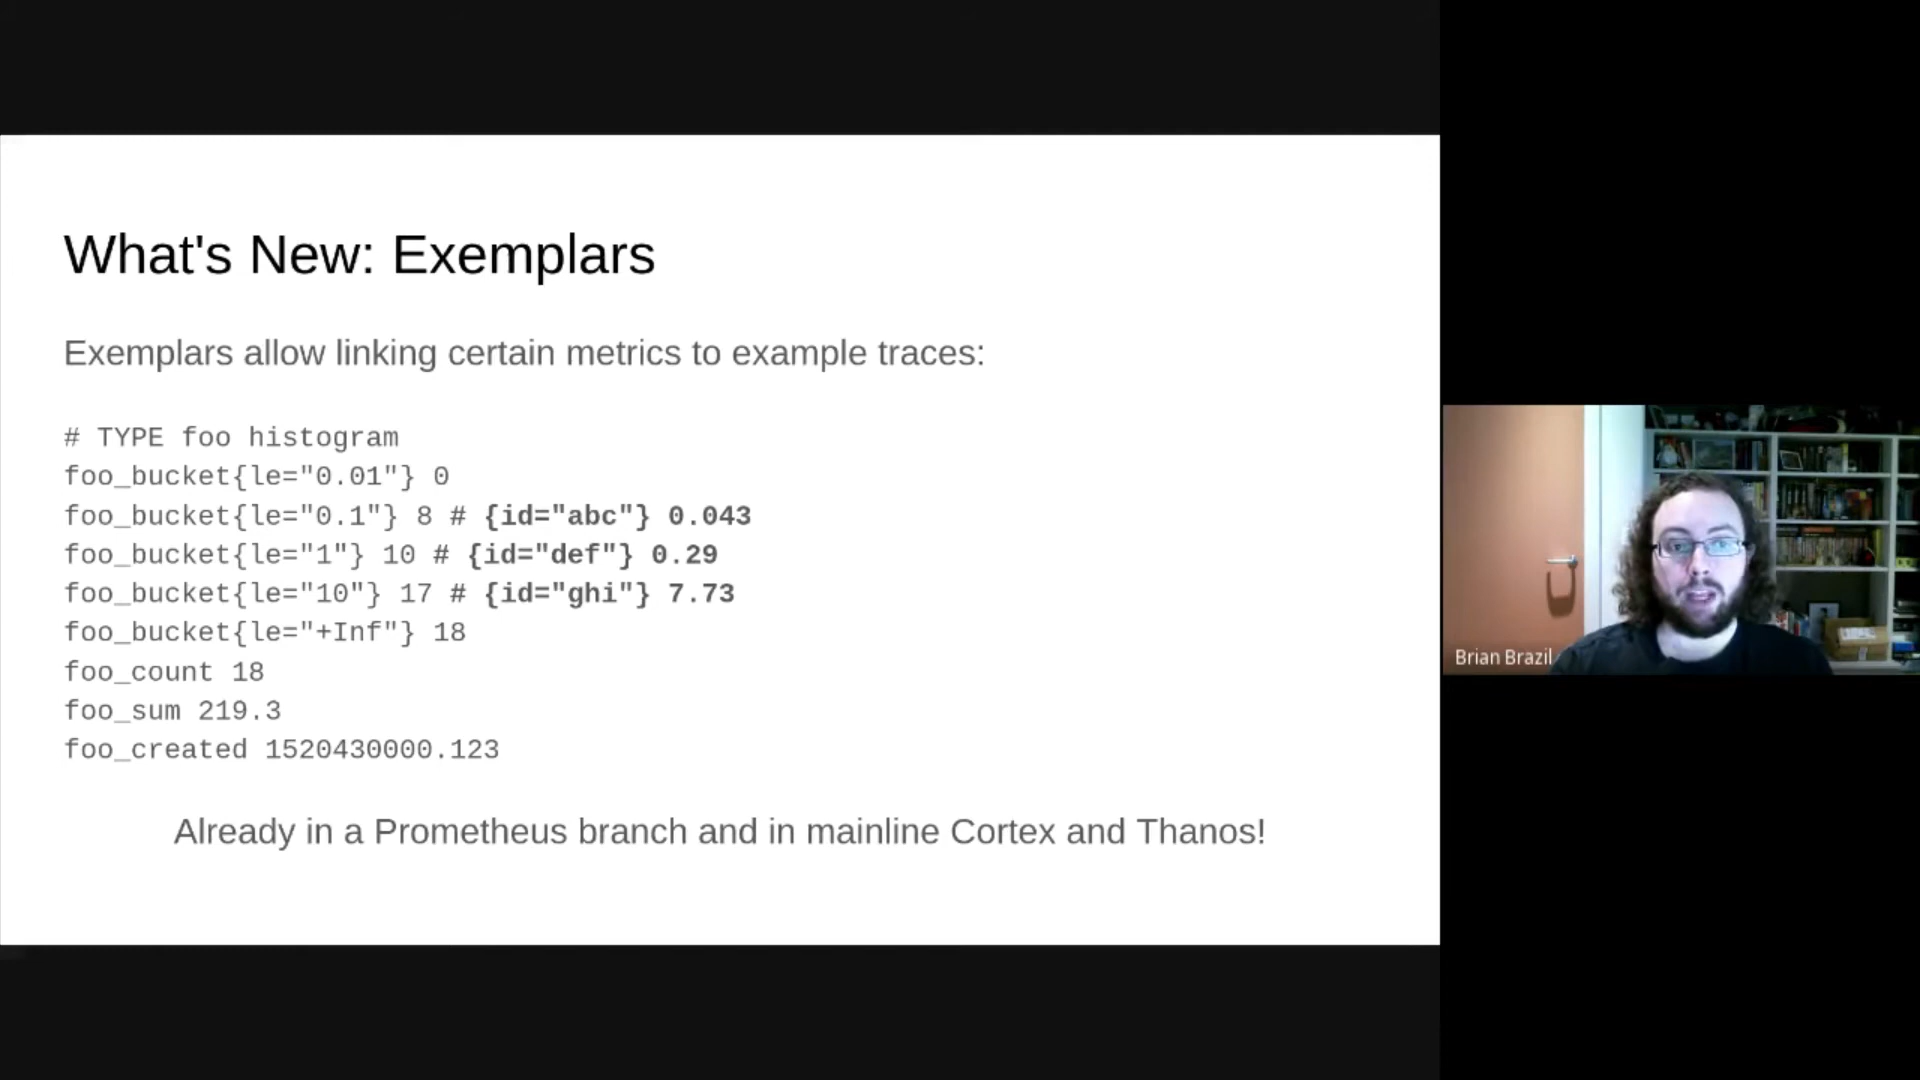 What's New: Exemplars
Exemplars allow linking certain metrics to example traces:
# TYPE foo histogram
foo_bucket{le="0.01"} 0
foo_bucket{le="0.1"} 8 # {id="abc"} 0.043
foo_bucket{le="1"} 10 # {id="def"} 0.29
foo_bucket{le="10"} 17 # {id="ghi"} 7.73
foo_bucket{le="+Inf"} 18
foo_count 18
foo_sum 219.3
foo_created 1520430000.123
Already in a Prometheus branch and in mainline Cortex and Thanos!
Brian Brazil